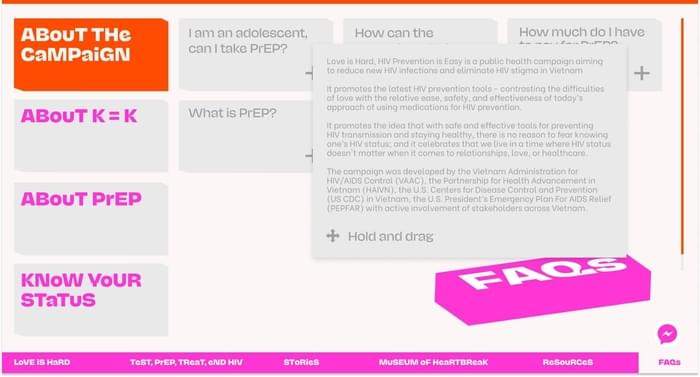 ABouT THe
CaMPaiGN
I am an adolescent,
can I take PrEP?
How can the
How much do I have
to pay for PrEP?
Love is Hard, HIV Prevention is Easy is a public health campaign aiming
to reduce new HIV infections and eliminate HIV stigma in Vietnam
It promotes the latest HIV prevention tools – contrasting the difficulties
of love with the relative ease, safety, and effectiveness of today's
approach of using medications for HIV prevention.
It promotes the idea that with safe and effective tools for preventing
HIV transmission and staying healthy, there is no reason to fear knowing
one's HIV status; and it celebrates that we live in a time where HIV status
doesn't matter when it comes to relationships, love, or healthcare.
The campaign was developed by the Vietnam Administration for
HIV/AIDS Control (VAAC), the Partnership for Health Advancement in
Vietnam (HAIVN), the U.S. Centers for Disease Control and Prevention
(US CDC) in Vietnam, the U.S. President's Emergency Plan For AIDS Relief
(PEPFAR) with active involvement of stakeholders across Vietnam.
Hold and drag
ABouT K = K
What is PrEP?
ABouT PrEP
KNoW YoUR
STaTuS
FAQs
LoVE iS HaRD
TeST, PrEP, TReaT, eND HIV
SToRieS
MuSEUM oF HeaRTBReaK
ReSouRCeS
FAQs